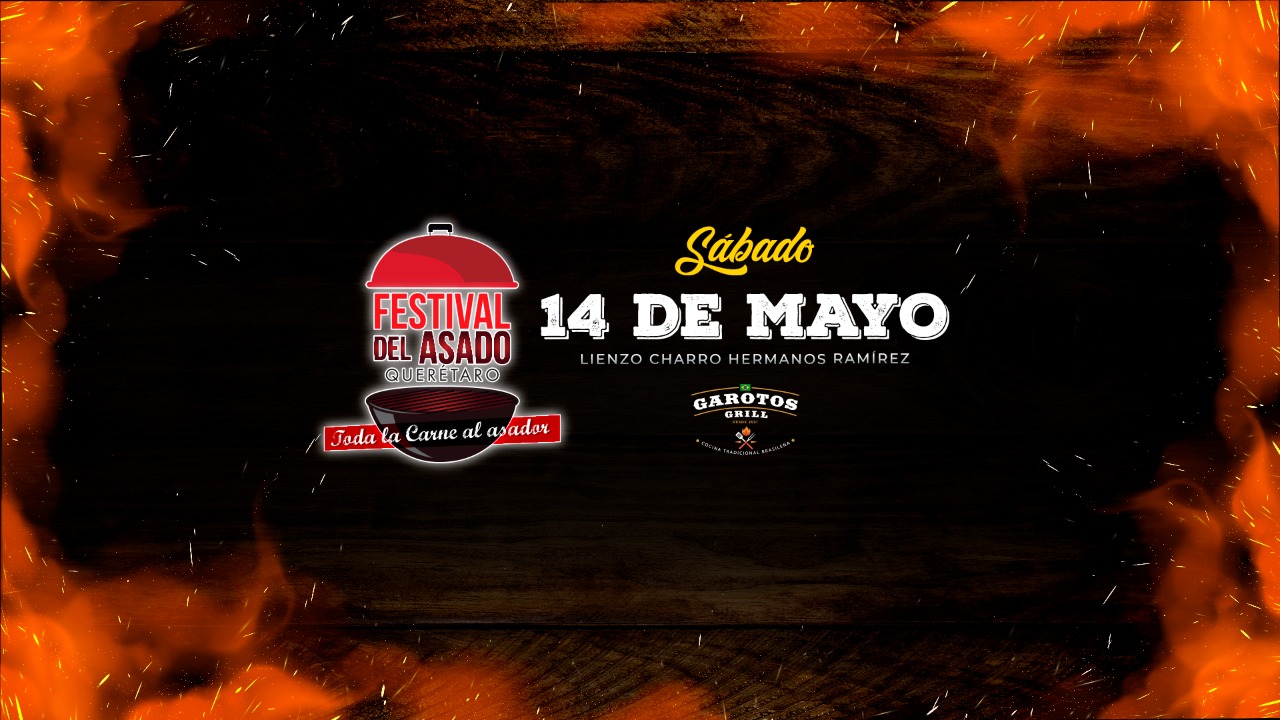 FESTIVAL
DEL ASADO
QUERÉTARO
Toda la Carne al asador
Sábado
14 DE MAYO
LIENZO CHARRO HERMANOS RAMÍREZ
GAROTOS
GRILL
COCINA TRADICIONAL BRASILEÑA